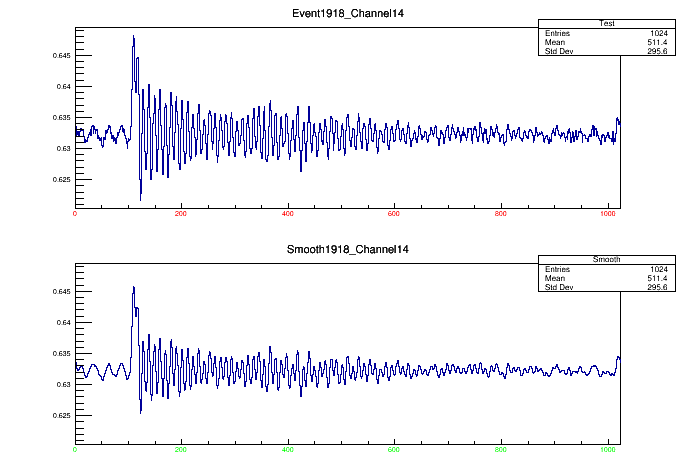 Event1918_Channel14
Test
Entries 1024
Mean 511.4
Std Dev 295.6
0.645
0.64
0.635
0.63
0.625
0 200 400 600 800 1000
Smooth1918_Channel14
Smooth
Entries 1024
Mean 511.4
Std Dev 295.6
0.645
0.64
0.635
0.63
0.625
0 200 400 600 800 1000